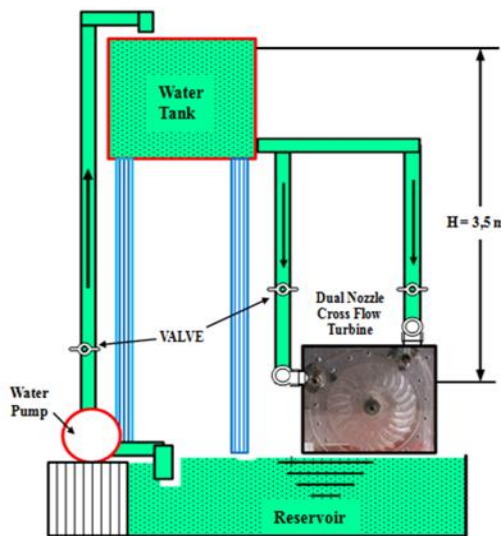 Water
Tank
H = 3,5 m
Dual Nozzle
Cross Flow
Turbine
VALVE
Water
Pump
Reservoir